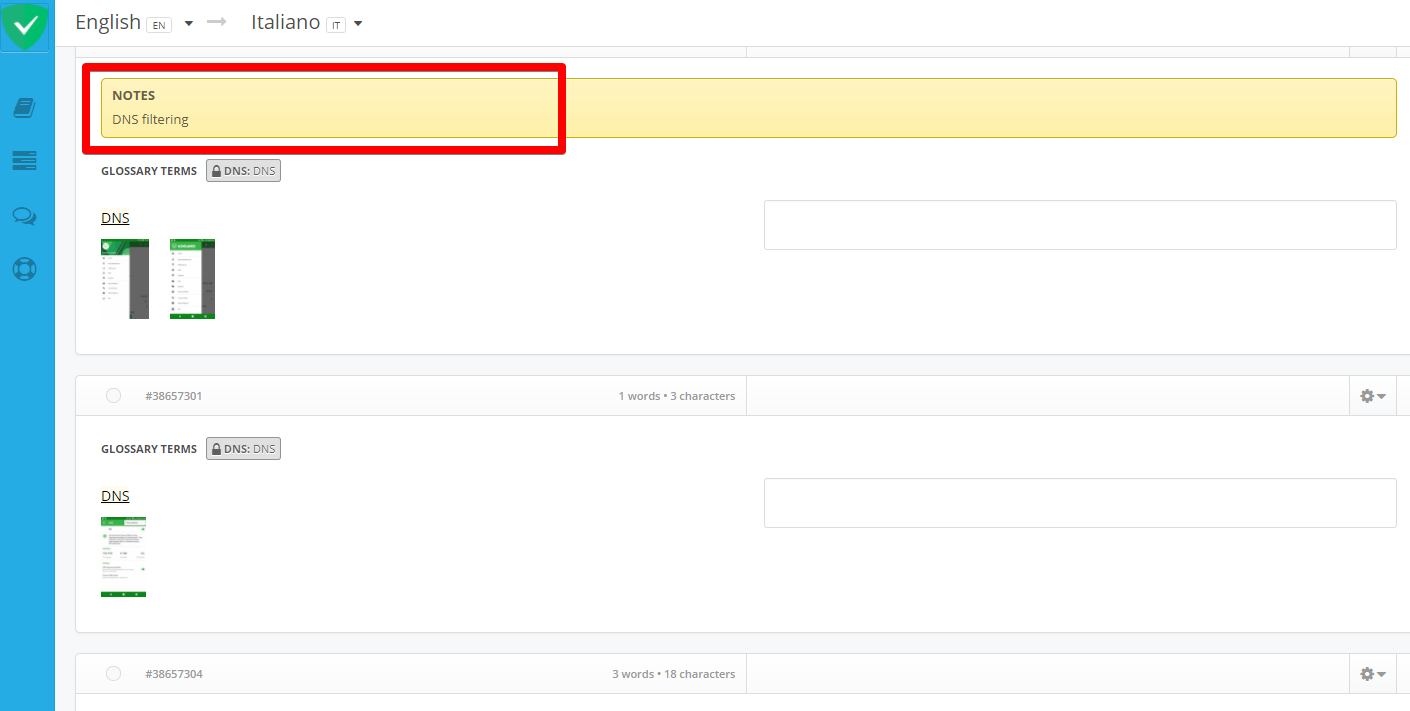 English EN Italiano IT
NOTES
DNS filtering
GLOSSARY TERMS DNS: DNS
DNS
#38657301 1 words • 3 characters
GLOSSARY TERMS DNS: DNS
DNS
#38657304 3 words • 18 characters